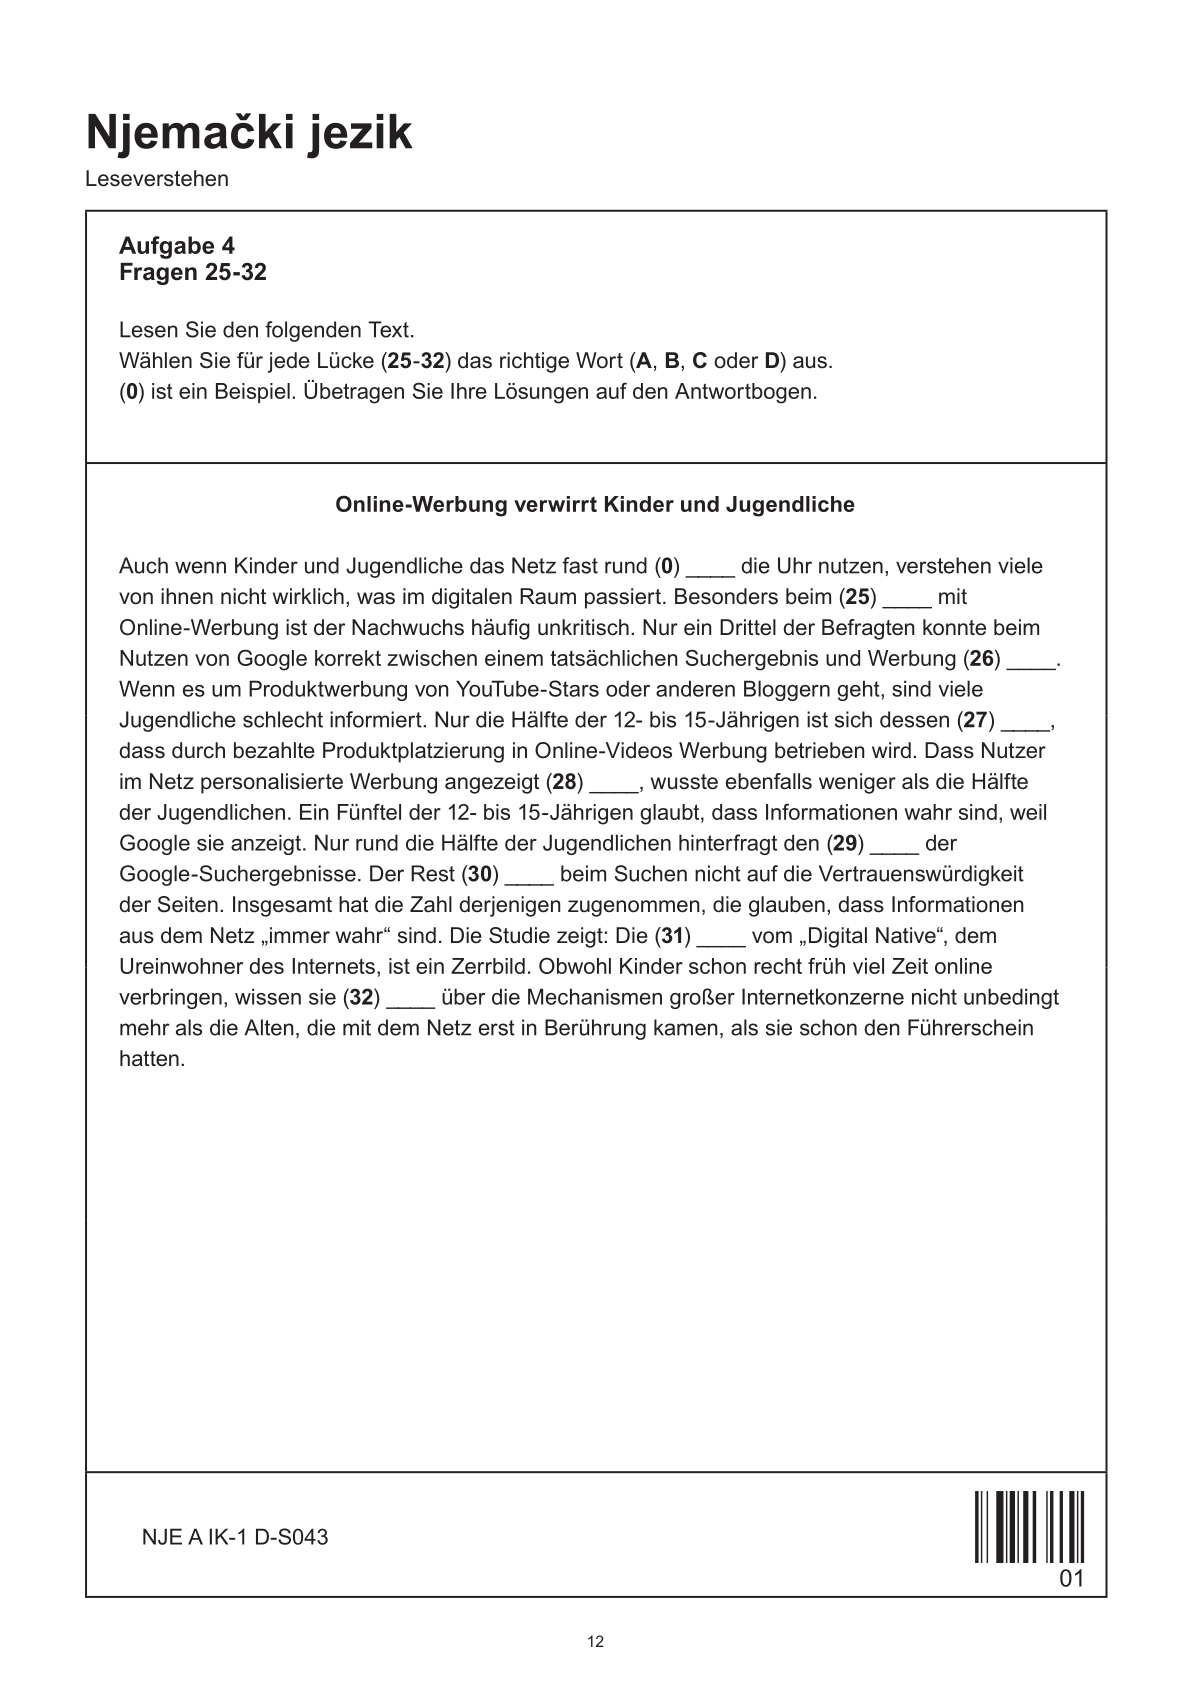 Njemački jezik
Leseverstehen
Aufgabe 4
Fragen 25-32
Lesen Sie den folgenden Text.
Wählen Sie für jede Lücke (25-32) das richtige Wort (A, B, C oder D) aus.
(0) ist ein Beispiel. Übetragen Sie Ihre Lösungen auf den Antwortbogen.
Online-Werbung verwirrt Kinder und Jugendliche
Auch wenn Kinder und Jugendliche das Netz fast rund (0) ____ die Uhr nutzen, verstehen viele
von ihnen nicht wirklich, was im digitalen Raum passiert. Besonders beim (25) ____ mit
Online-Werbung ist der Nachwuchs häufig unkritisch. Nur ein Drittel der Befragten konnte beim
Nutzen von Google korrekt zwischen einem tatsächlichen Suchergebnis und Werbung (26) ____.
Wenn es um Produktwerbung von YouTube-Stars oder anderen Bloggern geht, sind viele
Jugendliche schlecht informiert. Nur die Hälfte der 12- bis 15-Jährigen ist sich dessen (27) ____,
dass durch bezahlte Produktplatzierung in Online-Videos Werbung betrieben wird. Dass Nutzer
im Netz personalisierte Werbung angezeigt (28) ____, wusste ebenfalls weniger als die Hälfte
der Jugendlichen. Ein Fünftel der 12- bis 15-Jährigen glaubt, dass Informationen wahr sind, weil
Google sie anzeigt. Nur rund die Hälfte der Jugendlichen hinterfragt den (29) ____ der
Google-Suchergebnisse. Der Rest (30) ____ beim Suchen nicht auf die Vertrauenswürdigkeit
der Seiten. Insgesamt hat die Zahl derjenigen zugenommen, die glauben, dass Informationen
aus dem Netz „immer wahr“ sind. Die Studie zeigt: Die (31) ____ vom „Digital Native“, dem
Ureinwohner des Internets, ist ein Zerrbild. Obwohl Kinder schon recht früh viel Zeit online
verbringen, wissen sie (32) ____ über die Mechanismen großer Internetkonzerne nicht unbedingt
mehr als die Alten, die mit dem Netz erst in Berührung kamen, als sie schon den Führerschein
hatten.
NJE A IK-1 D-S043
01
12